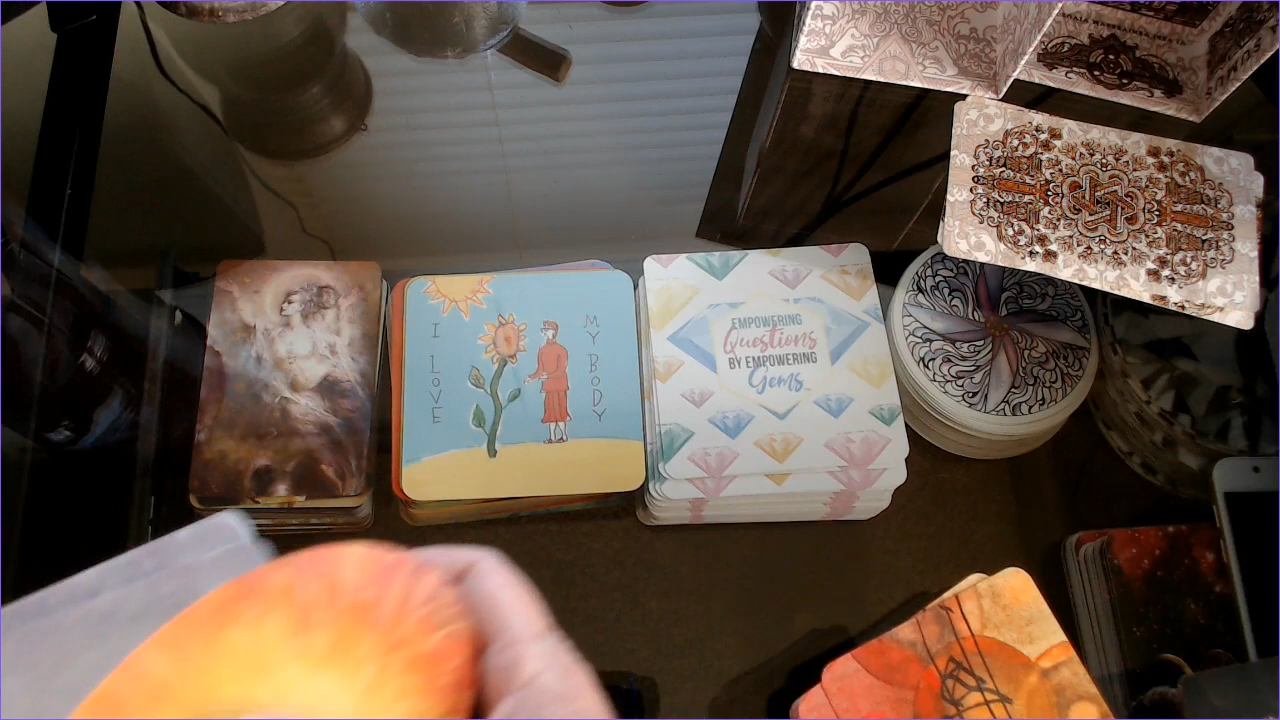 I LOVE
MY BODY
EMPOWERING
Questions
BY EMPOWERING
Gems